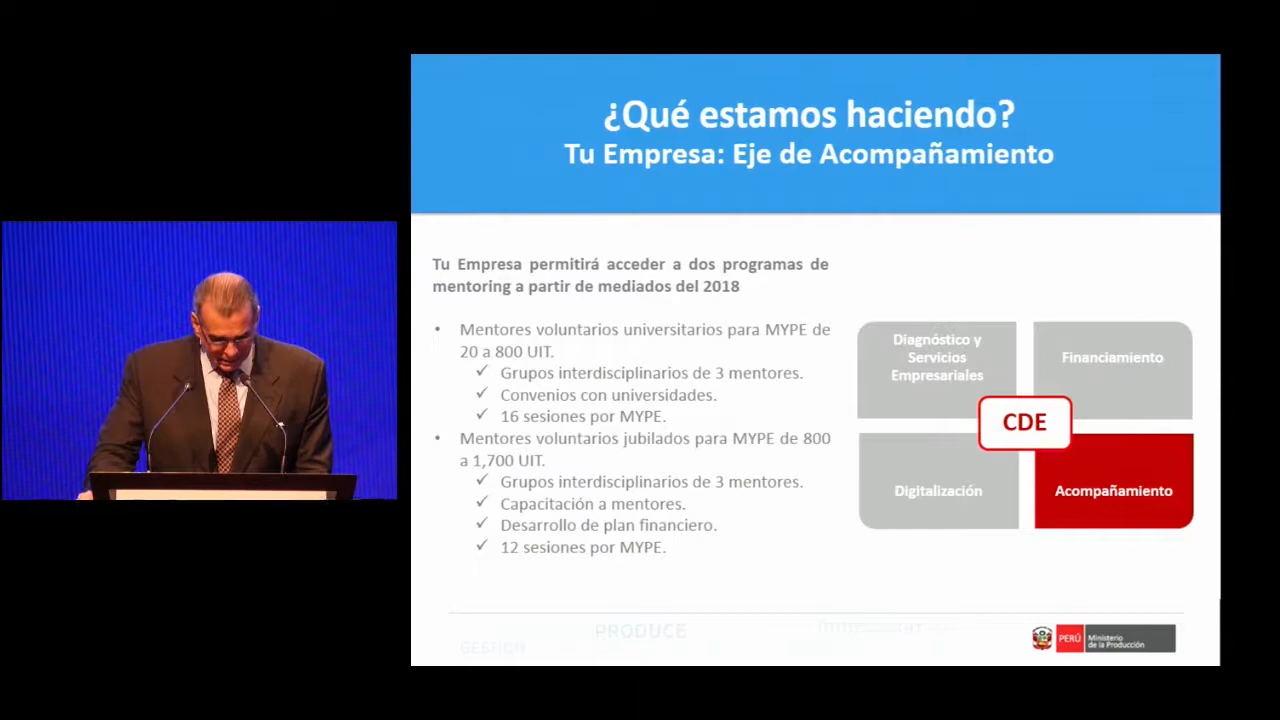 ¿Qué estamos haciendo?
Tu Empresa: Eje de Acompañamiento
Tu Empresa permitirá acceder a dos programas de
mentoring a partir de mediados del 2018
• Mentores voluntarios universitarios para MYPE de
20 a 800 UIT.
✓ Grupos interdisciplinarios de 3 mentores.
✓ Convenios con universidades.
✓ 16 sesiones por MYPE.
• Mentores voluntarios jubilados para MYPE de 800
a 1,700 UIT.
✓ Grupos interdisciplinarios de 3 mentores.
✓ Capacitación a mentores.
✓ Desarrollo de plan financiero.
✓ 12 sesiones por MYPE.
Diagnóstico y
Servicios
Empresariales
Financiamiento
CDE
Digitalización
Acompañamiento
PRODUCE
GESTIÓN
PERÚ
Ministerio
de la Producción